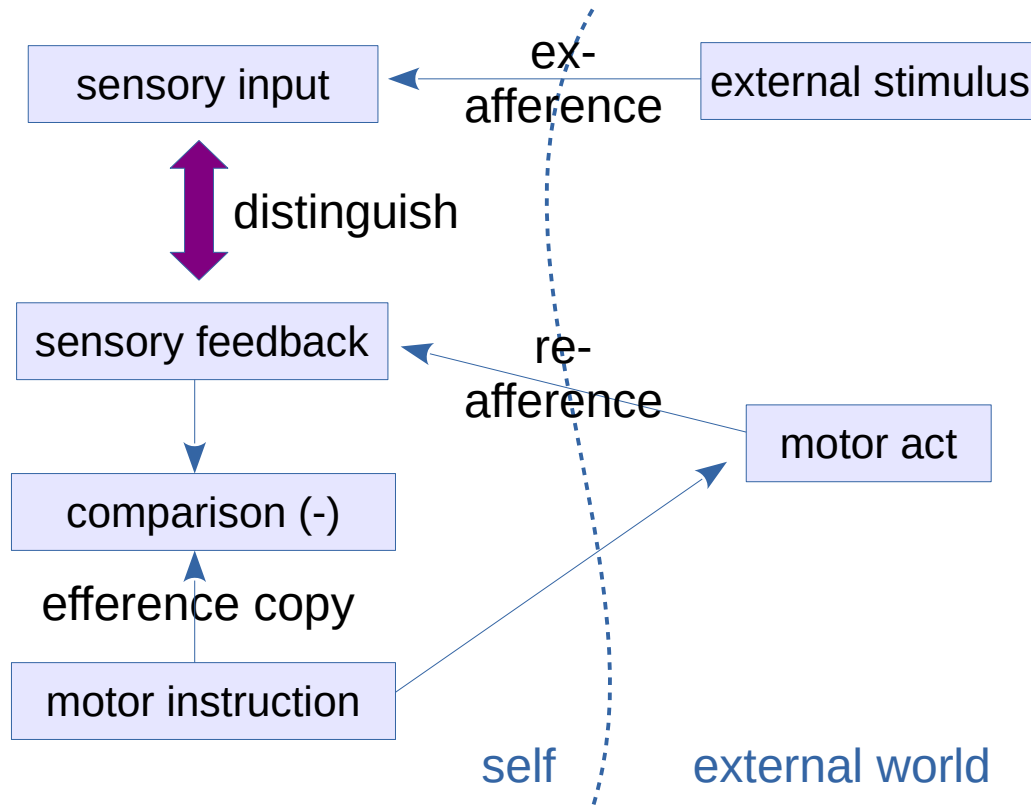 sensory input
ex-
afference
external stimulus
distinguish
sensory feedback
re-
afference
motor act
comparison (-)
efference copy
motor instruction
self
external world